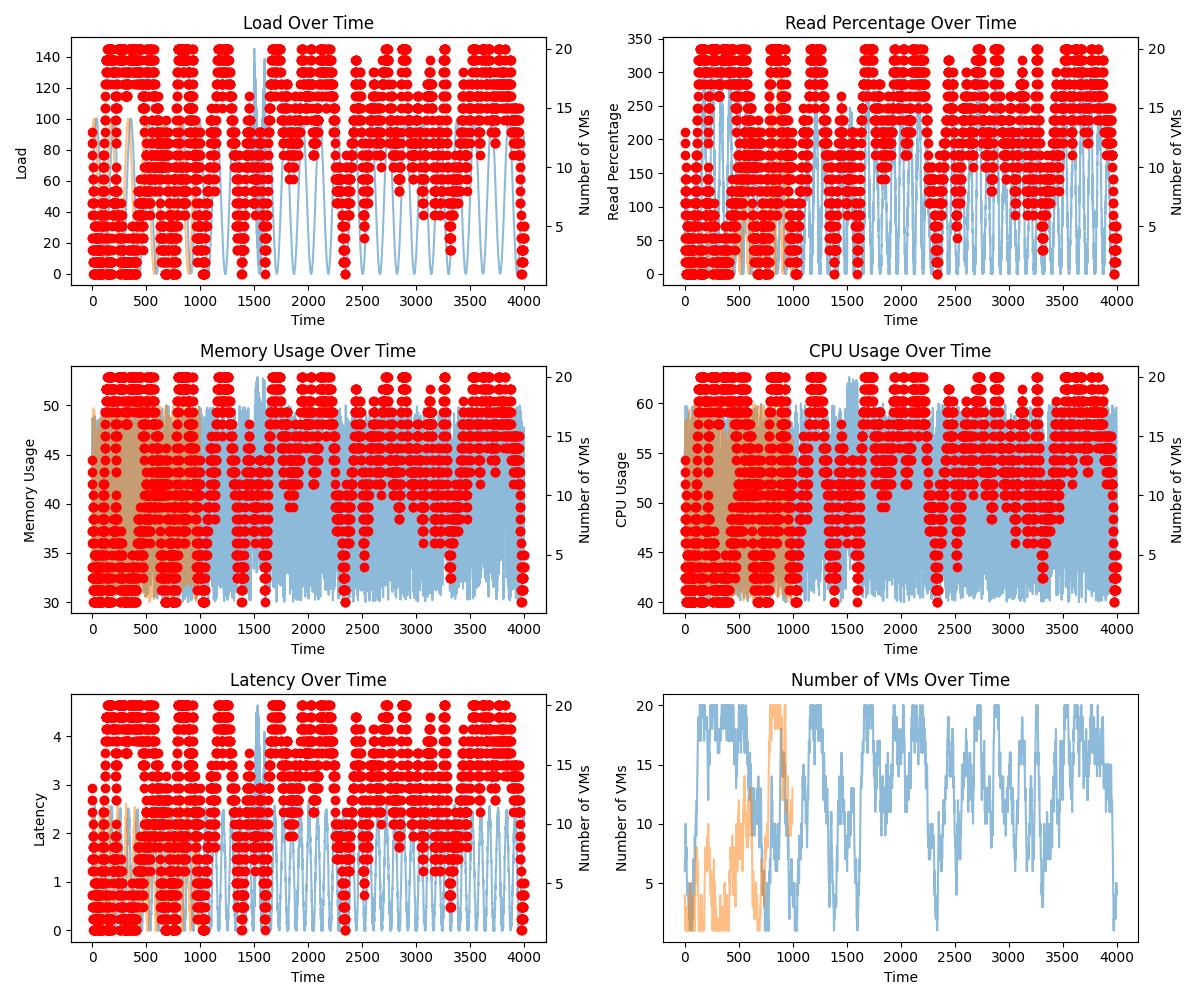 Load Over Time
Load
140
120
100
80
60
40
20
0
20
15
10
5
Number of VMs
0 500 1000 1500 2000 2500 3000 3500 4000
Time
Read Percentage Over Time
Read Percentage
350
300
250
200
150
100
50
0
20
15
10
5
Number of VMs
0 500 1000 1500 2000 2500 3000 3500 4000
Time
Memory Usage Over Time
Memory Usage
50
45
40
35
30
20
15
10
5
Number of VMs
0 500 1000 1500 2000 2500 3000 3500 4000
Time
CPU Usage Over Time
CPU Usage
60
55
50
45
40
20
15
10
5
Number of VMs
0 500 1000 1500 2000 2500 3000 3500 4000
Time
Latency Over Time
Latency
4
3
2
1
0
20
15
10
5
Number of VMs
0 500 1000 1500 2000 2500 3000 3500 4000
Time
Number of VMs Over Time
Number of VMs
20
15
10
5
0 500 1000 1500 2000 2500 3000 3500 4000
Time